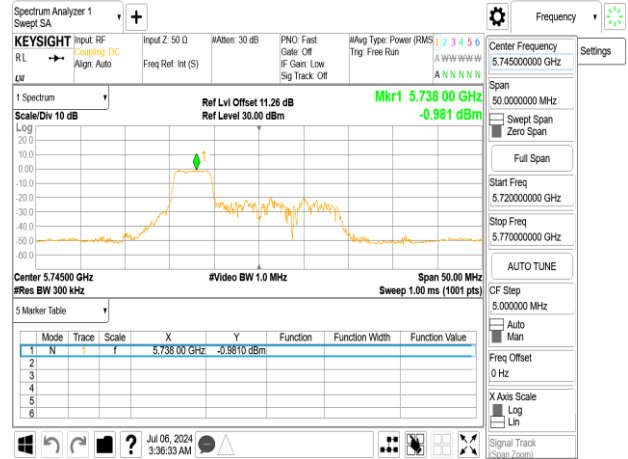 Spectrum Analyzer 1
Swept SA
Frequency
KEYSIGHT
RL
LXI
Input: RF
Coupling: DC
Align: Auto
Input Z: 50 Ω
Freq Ref: Int (S)
#Atten: 30 dB
PNO: Fast
Gate: Off
IF Gain: Low
Sig Track: Off
#Avg Type: Power (RMS
Trig: Free Run
1 2 3 4 5 6
A W W W W W
A N N N N N
1 Spectrum
Scale/Div 10 dB
Ref Lvl Offset 11.26 dB
Ref Level 30.00 dBm
Mkr1 5.738 00 GHz
-0.981 dBm
Log
20.0
10.0
0.00
-10.0
-20.0
-30.0
-40.0
-50.0
-60.0
1
Center 5.74500 GHz
#Res BW 300 kHz
#Video BW 1.0 MHz
Span 50.00 MHz
Sweep 1.00 ms (1001 pts)
5 Marker Table
Mode Trace Scale X Y Function Function Width Function Value
1 N 1 f 5.738 00 GHz -0.9810 dBm
2
3
4
5
6
Jul 06, 2024
3:36:33 AM
Center Frequency
5.745000000 GHz
Settings
Span
50.0000000 MHz
Swept Span
Zero Span
Full Span
Start Freq
5.720000000 GHz
Stop Freq
5.770000000 GHz
AUTO TUNE
CF Step
5.000000 MHz
Auto
Man
Freq Offset
0 Hz
X Axis Scale
Log
Lin
Signal Track
(Span Zoom)